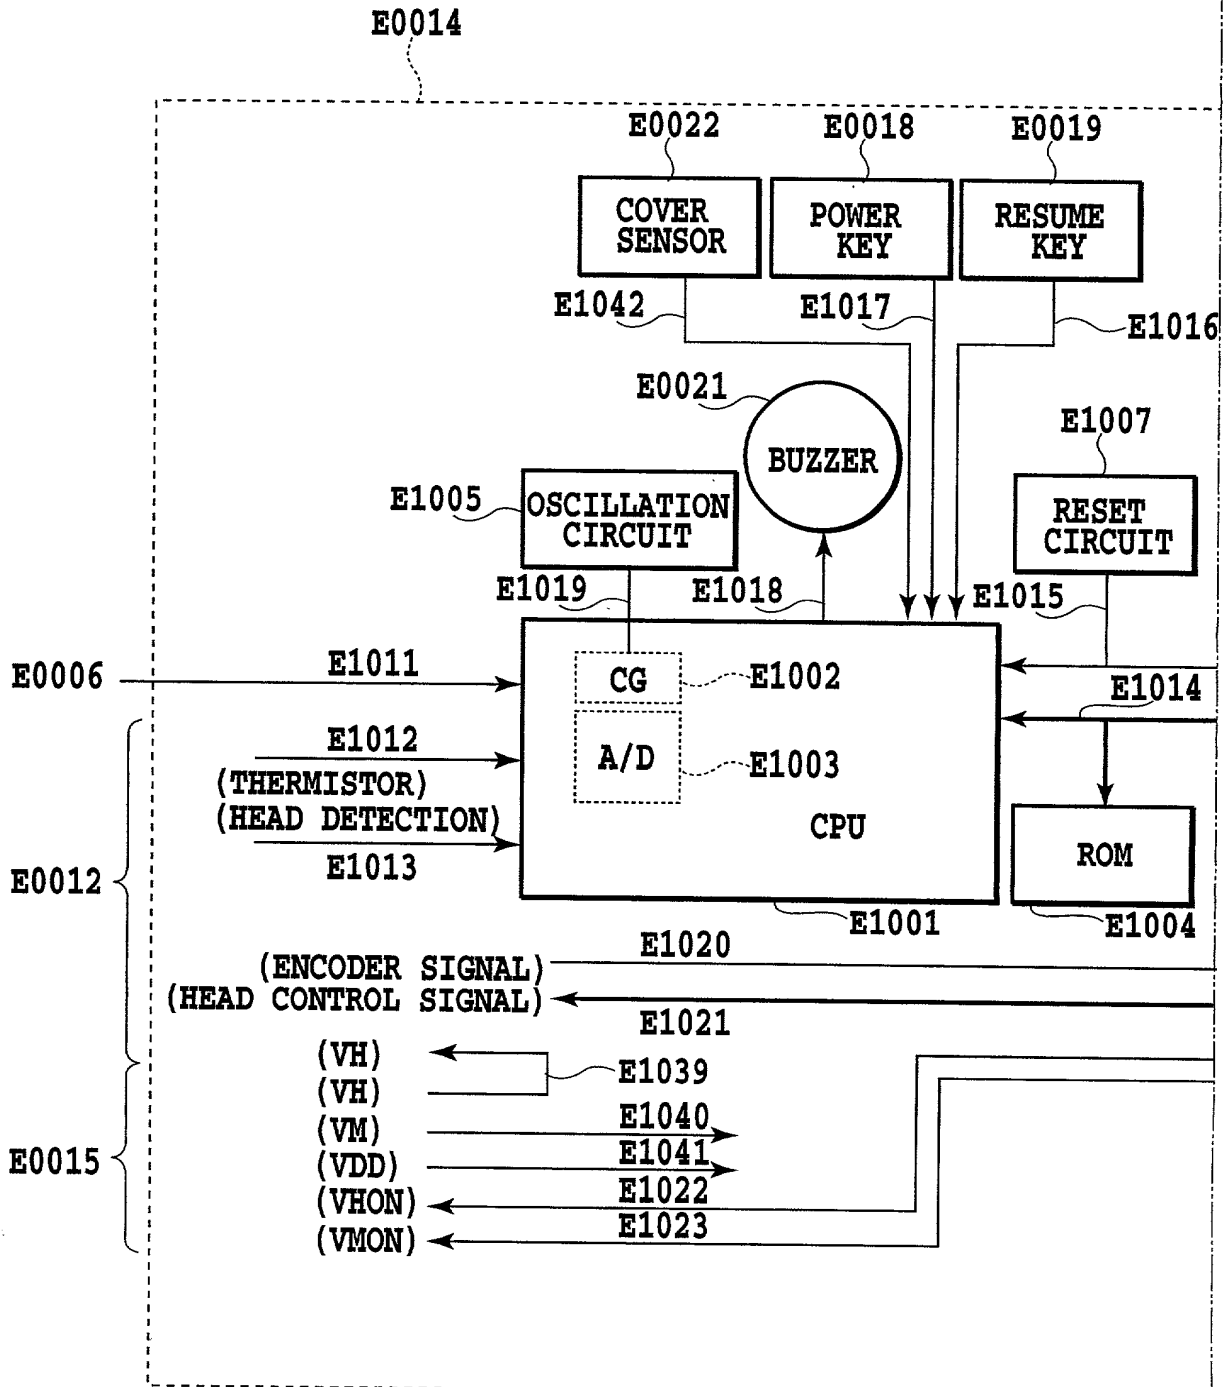 E0014
E0022
E0018
E0019
COVER
SENSOR
POWER
KEY
RESUME
KEY
E1042
E1017
E1016
E0021
BUZZER
E1007
E1005
OSCILLATION
CIRCUIT
RESET
CIRCUIT
E1019
E1018
E1015
E0006
E1011
CG
E1002
E1014
E1012
(THERMISTOR)
A/D
E1003
(HEAD DETECTION)
CPU
E1013
ROM
E0012
E1001
E1004
E1020
(ENCODER SIGNAL)
(HEAD CONTROL SIGNAL)
E1021
(VH)
E1039
(VH)
E1040
(VM)
E1041
(VDD)
E0015
E1022
(VHON)
E1023
(VMON)